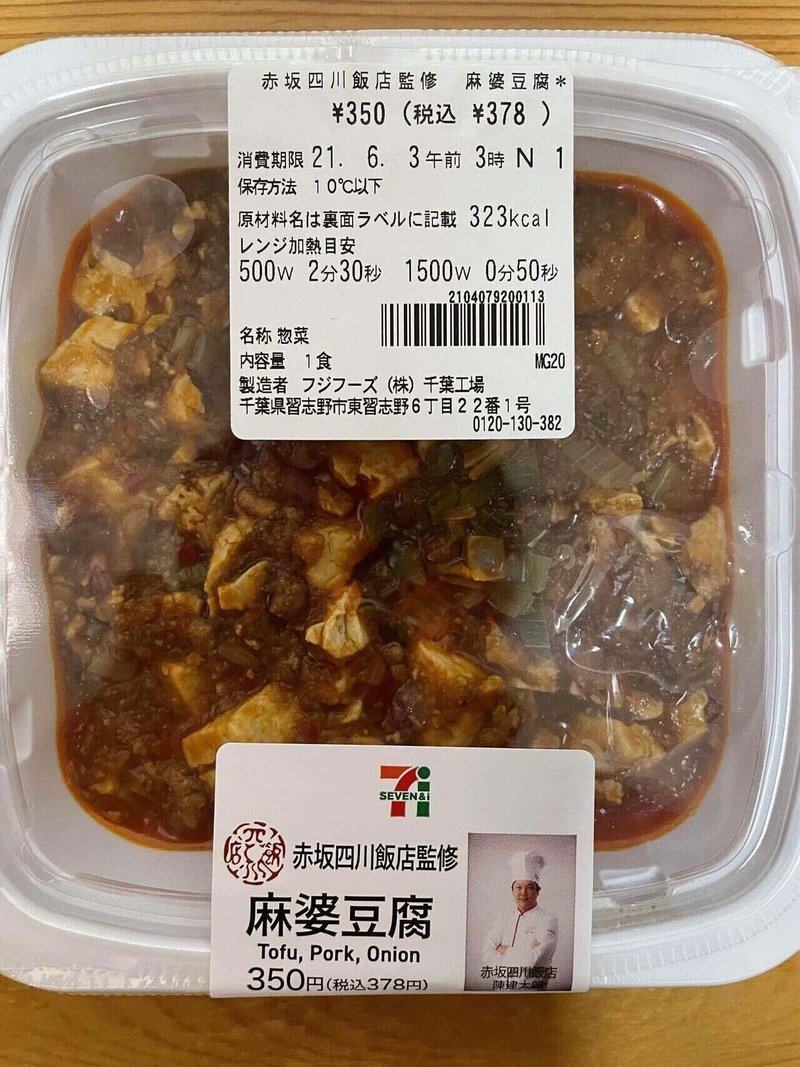 赤坂四川飯店監修 麻婆豆腐*
¥350 (税込 ¥378 )
消費期限 21. 6. 3午前 3時 N 1
保存方法 10℃以下
原材料名は裏面ラベルに記載 323kcal
レンジ加熱目安
500W 2分30秒 1500W 0分50秒
2104079200113
名称 惣菜
内容量 1食 MG20
製造者 フジフーズ (株) 千葉工場
千葉県習志野市東習志野6丁目22番1号
0120-130-382
SEVEN&i
赤坂四川飯店監修
麻婆豆腐
Tofu, Pork, Onion
350円(税込378円)
赤坂四川飯店
陳建太郎